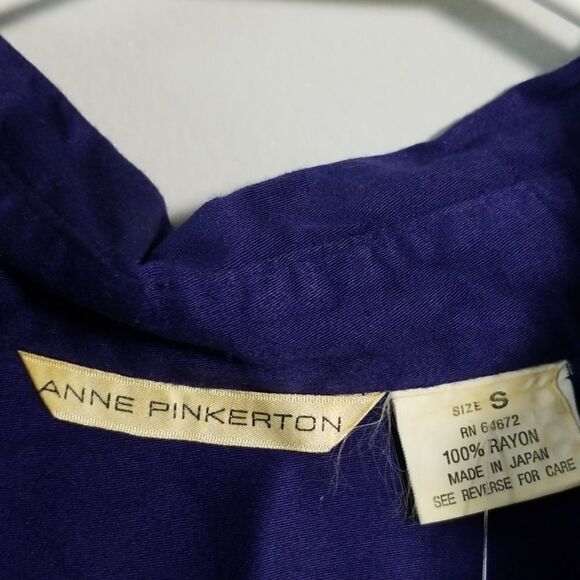 ANNE PINKERTON
SIZE S
RN 64672
100% RAYON
MADE IN JAPAN
SEE REVERSE FOR CARE